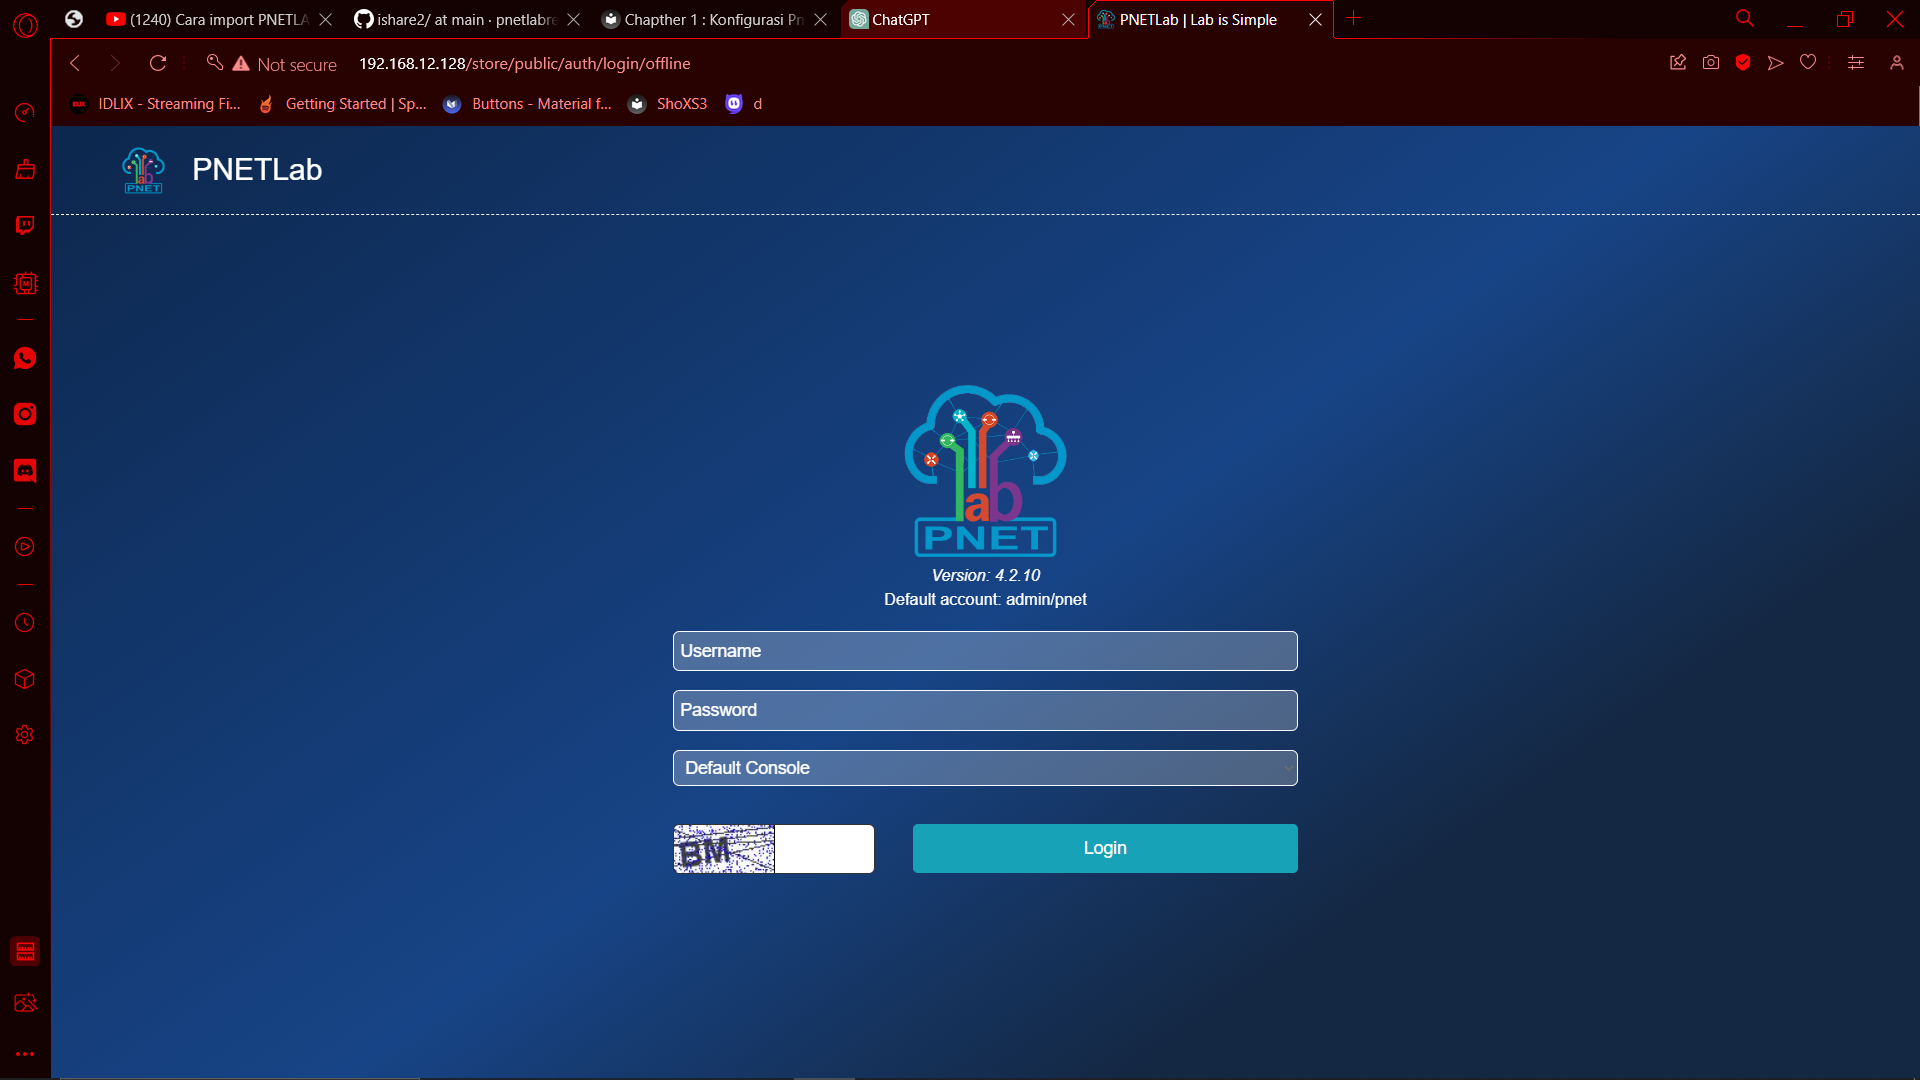 (1240) Cara import PNETLA
ishare2/ at main · pnetlabre
Chapther 1 : Konfigurasi Pn
ChatGPT
PNETLab | Lab is Simple
Not secure
192.168.12.128/store/public/auth/login/offline
IDLIX - Streaming Fi...
Getting Started | Sp...
Buttons - Material f...
ShoXS3
d
PNET
PNETLab
lab
PNET
Version: 4.2.10
Default account: admin/pnet
Username
Password
Default Console
BM
Login